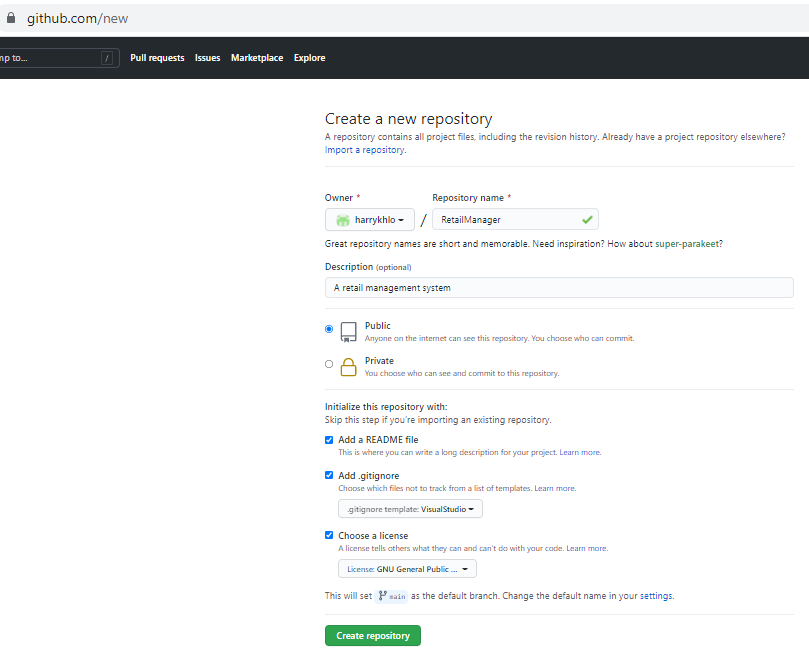 github.com/new
mp to... /
Pull requests Issues Marketplace Explore
Create a new repository
A repository contains all project files, including the revision history. Already have a project repository elsewhere?
Import a repository.
Owner * Repository name *
harrykhlo / RetailManager
Great repository names are short and memorable. Need inspiration? How about super-parakeet?
Description (optional)
A retail management system
Public
Anyone on the internet can see this repository. You choose who can commit.
Private
You choose who can see and commit to this repository.
Initialize this repository with:
Skip this step if you're importing an existing repository.
Add a README file
This is where you can write a long description for your project. Learn more.
Add .gitignore
Choose which files not to track from a list of templates. Learn more.
.gitignore template: VisualStudio
Choose a license
A license tells others what they can and can't do with your code. Learn more.
License: GNU General Public ...
This will set main as the default branch. Change the default name in your settings.
Create repository